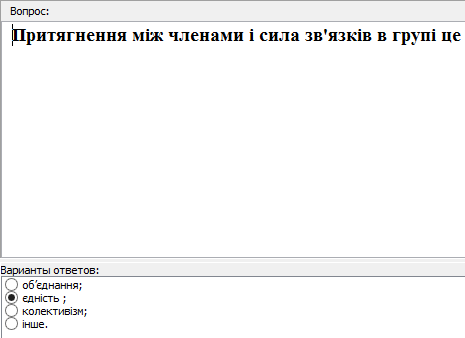 Вопрос:
Притягнення між членами і сила зв'язків в групі це
Варианты ответов:
об’єднання;
єдність ;
колективізм;
інше.